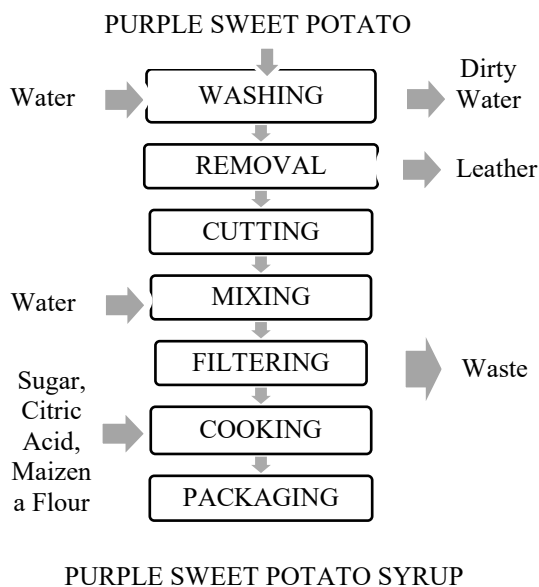 PURPLE SWEET POTATO
Water
WASHING
Dirty
Water
REMOVAL
Leather
CUTTING
Water
MIXING
FILTERING
Waste
Sugar,
Citric
Acid,
Maizen
a Flour
COOKING
PACKAGING
PURPLE SWEET POTATO SYRUP